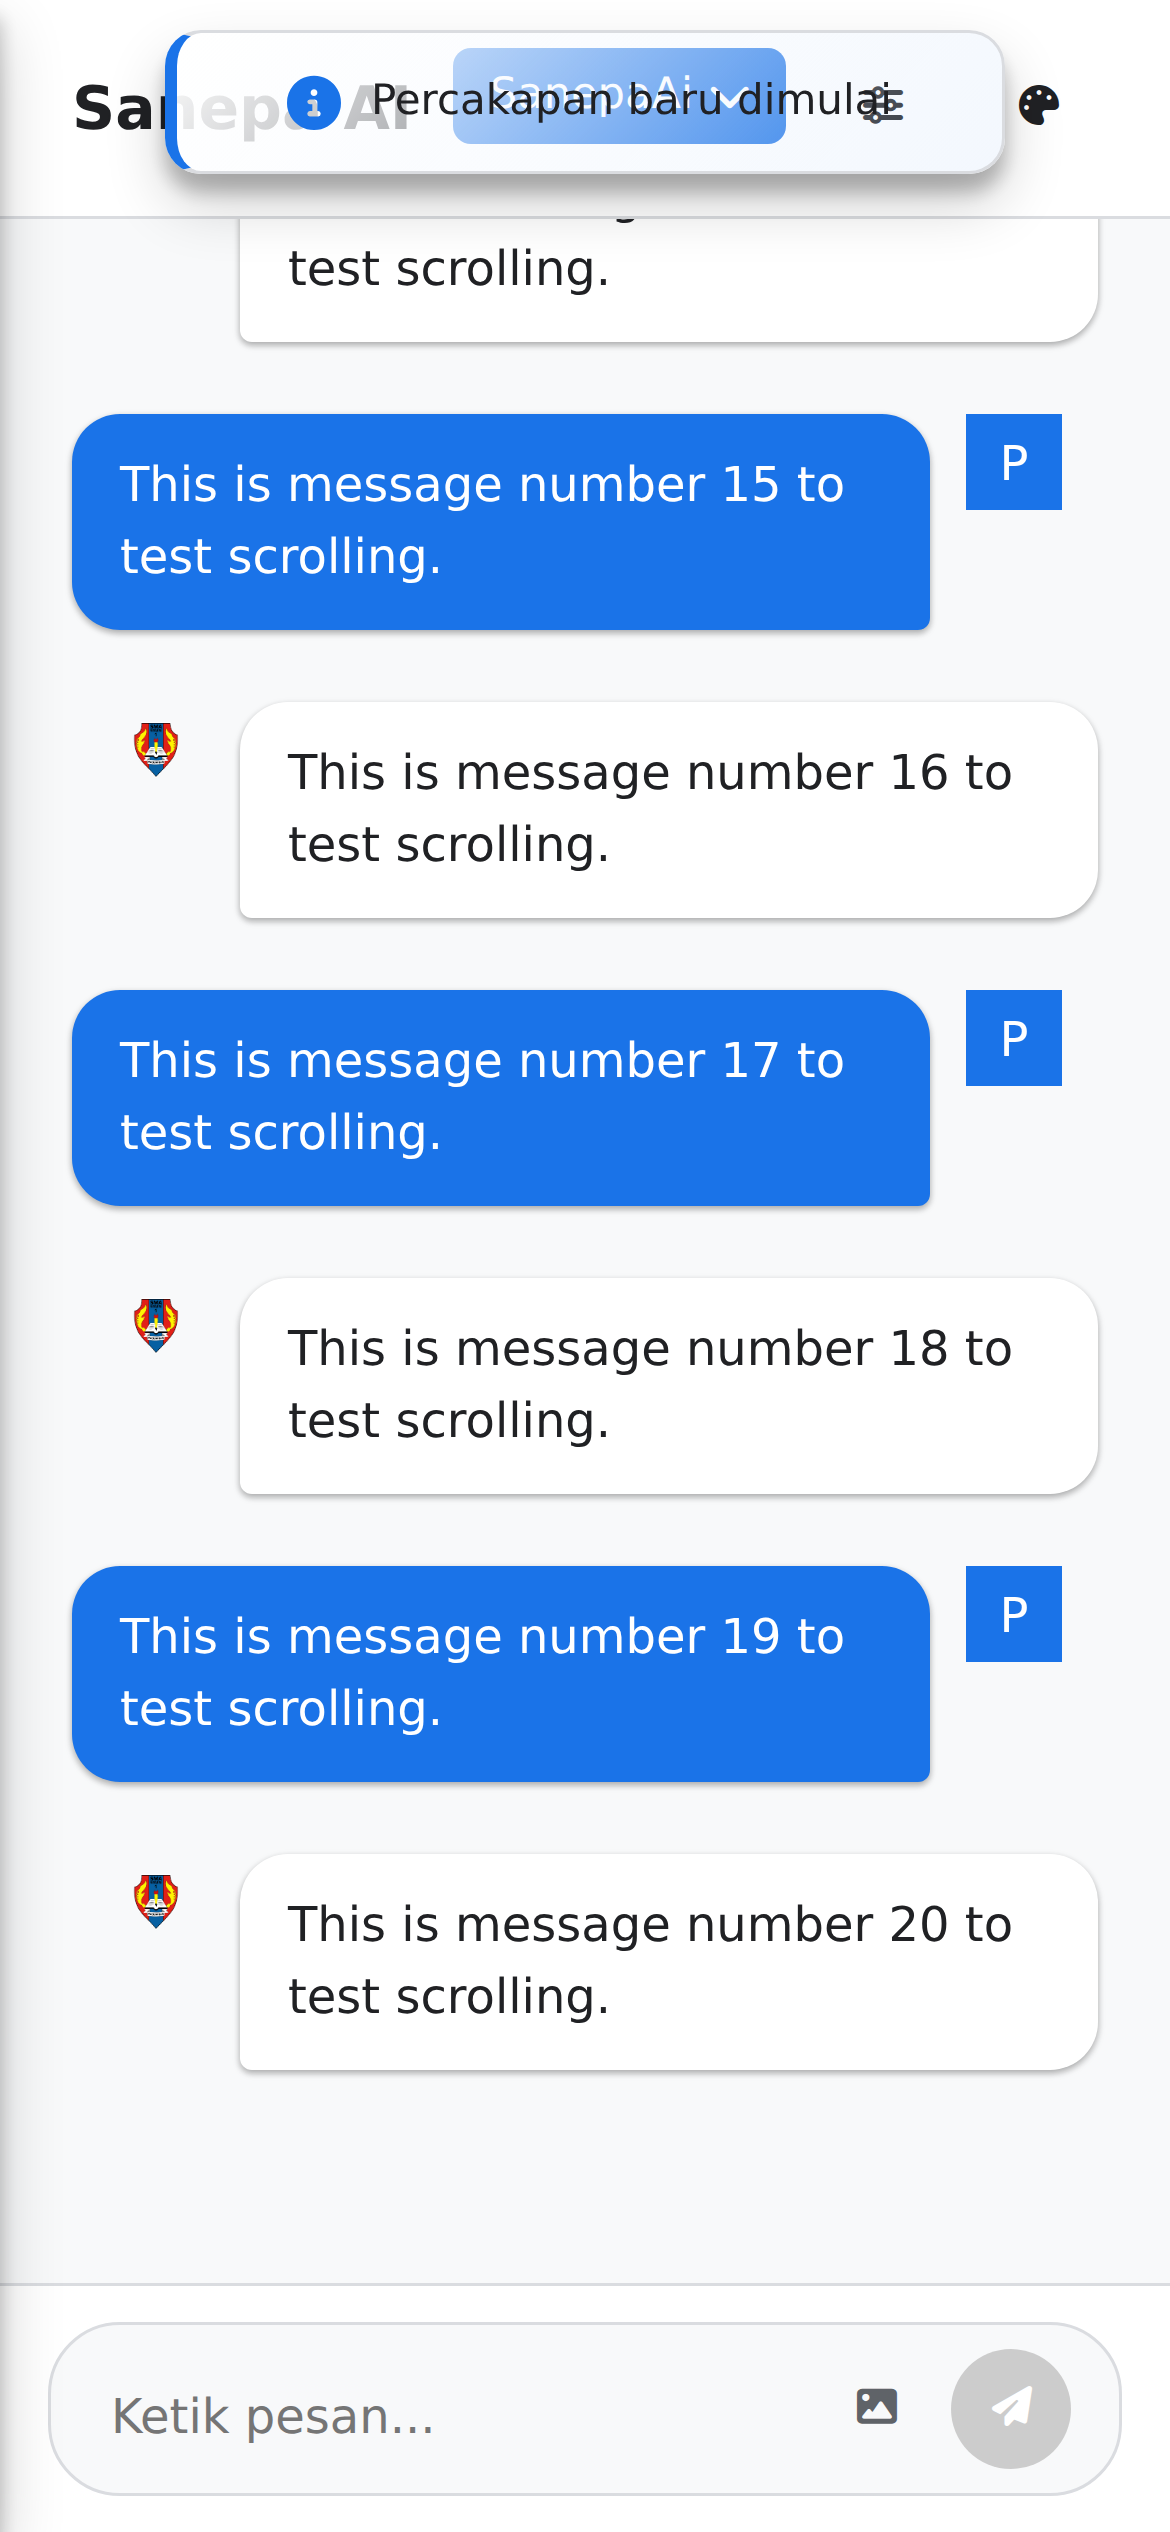 Sanepa AI
SanepaAi
Percakapan baru dimulai
test scrolling.
This is message number 15 to
test scrolling.
P
This is message number 16 to
test scrolling.
This is message number 17 to
test scrolling.
P
This is message number 18 to
test scrolling.
This is message number 19 to
test scrolling.
P
This is message number 20 to
test scrolling.
Ketik pesan...